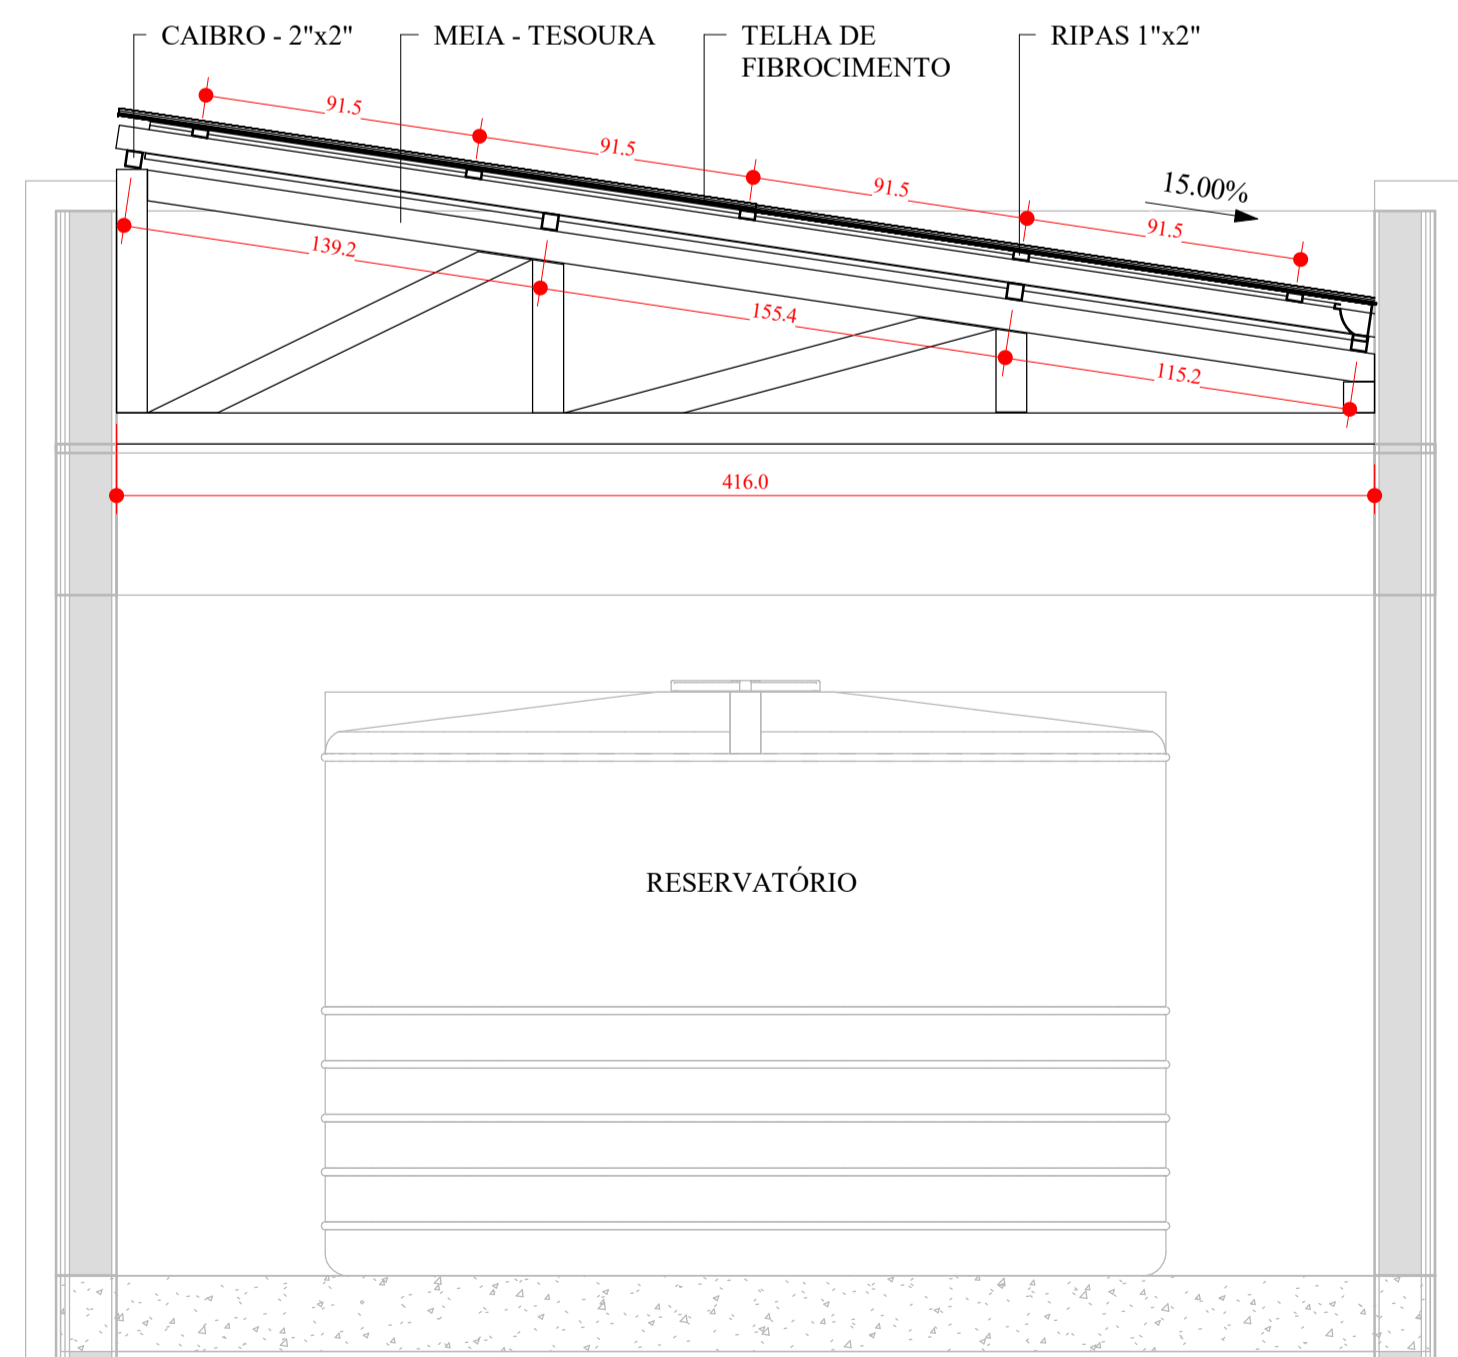 CAIBRO - 2"x2"
MEIA - TESOURA
TELHA DE
FIBROCIMENTO
RIPAS 1"x2"
91.5
91.5
91.5
91.5
15.00%
139.2
155.4
115.2
416.0
RESERVATÓRIO